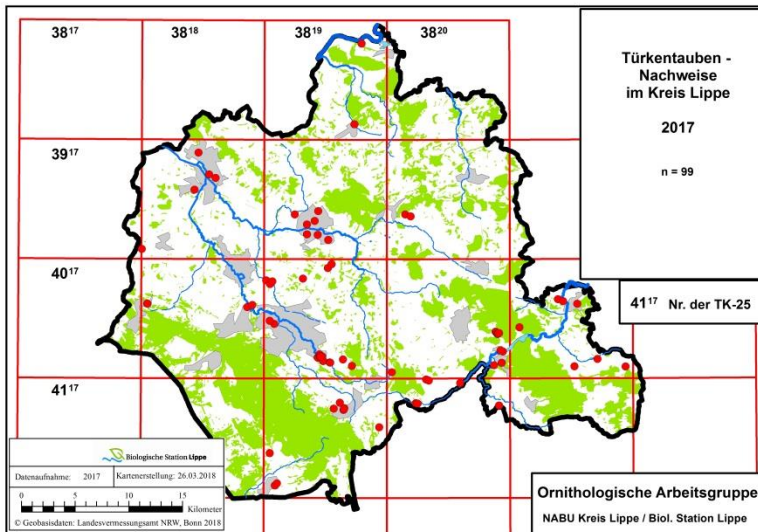 38¹⁷
38¹⁸
38¹⁹
38²⁰
39¹⁷
40¹⁷
41¹⁷
Türkentauben -
Nachweise
im Kreis Lippe
2017
n = 99
41¹⁷ Nr. der TK-25
Biologische Station Lippe
Datenaufnahme: 2017
Kartenerstellung: 26.03.2018
0 5 10 15
Kilometer
© Geobasisdaten: Landesvermessungsamt NRW, Bonn 2018
Ornithologische Arbeitsgruppe
NABU Kreis Lippe / Biol. Station Lippe